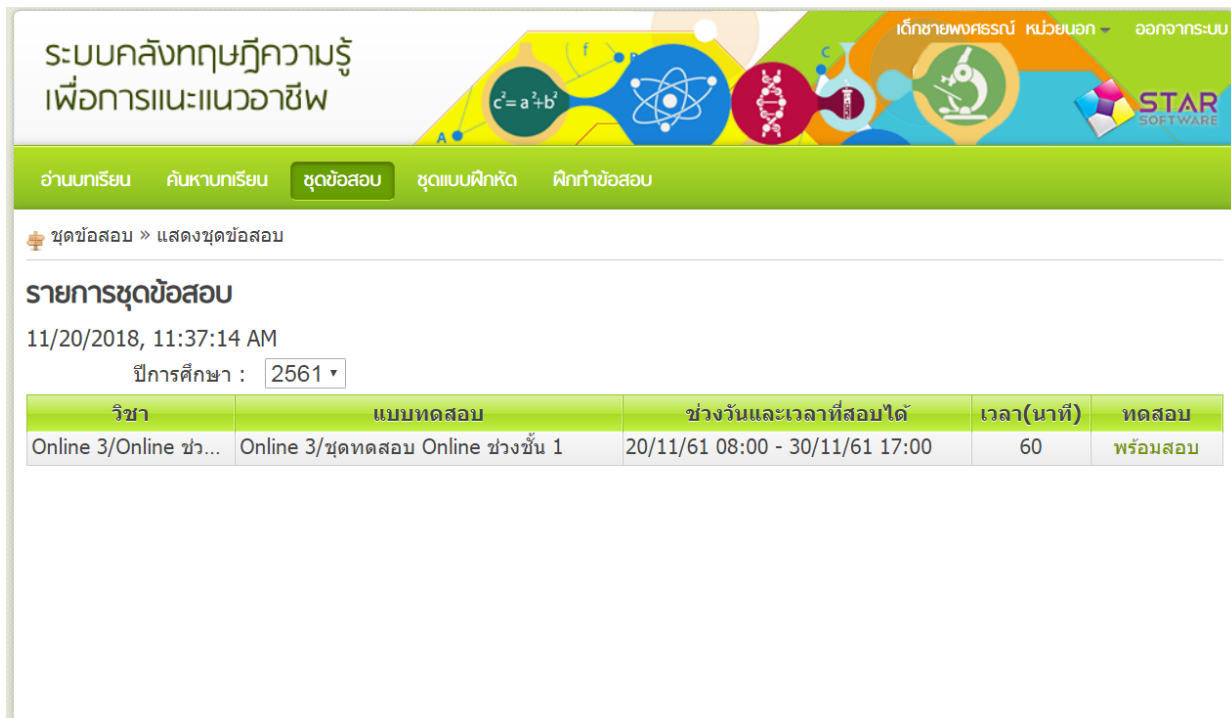 เด็กชายพงศธรณ์ หม่วยนอก ออกจากระบบ
ระบบคลังทฤษฎีความรู้
เพื่อการแนะแนวอาชีพ
f
B
C
c²= a²+b²
A
STAR
SOFTWARE
อ่านบทเรียน ค้นหาบทเรียน ชุดข้อสอบ ชุดแบบฝึกหัด ฝึกทำข้อสอบ
ชุดข้อสอบ » แสดงชุดข้อสอบ
รายการชุดข้อสอบ
11/20/2018, 11:37:14 AM
ปีการศึกษา : 2561
วิชา แบบทดสอบ ช่วงวันและเวลาที่สอบได้ เวลา(นาที) ทดสอบ
Online 3/Online ช่ว... Online 3/ชุดทดสอบ Online ช่วงชั้น 1 20/11/61 08:00 - 30/11/61 17:00 60 พร้อมสอบ